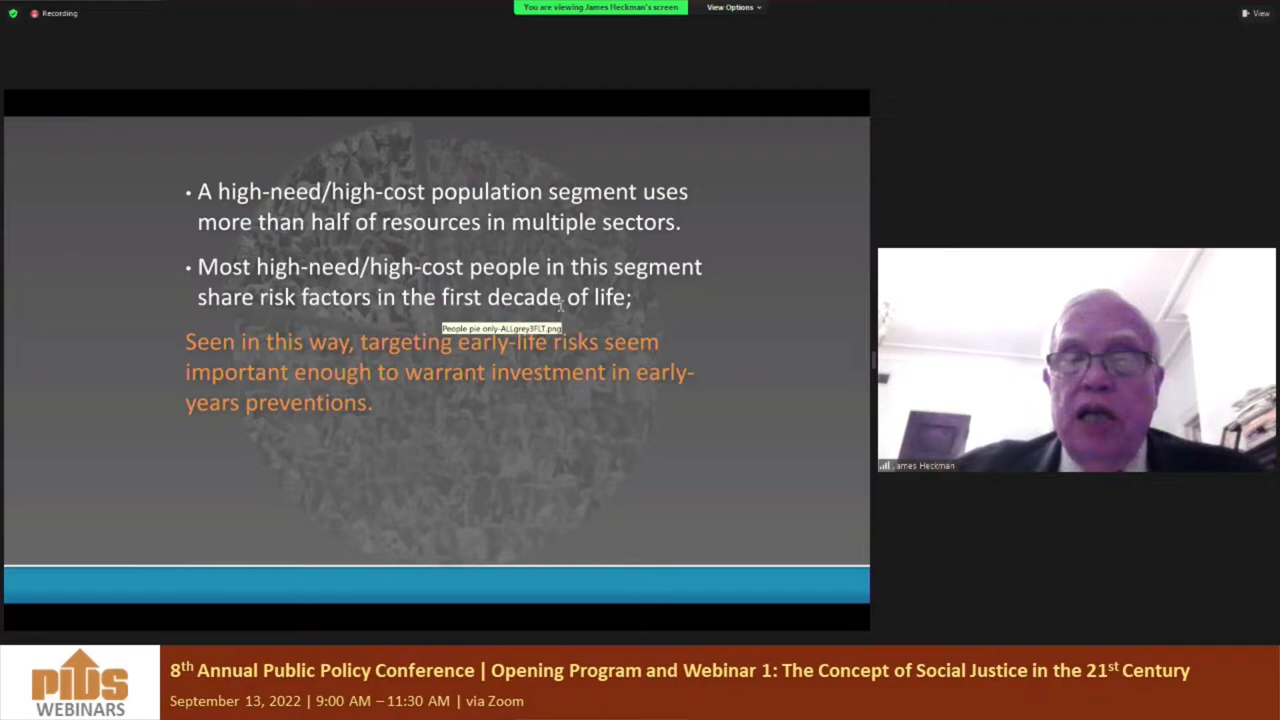 Recording
You are viewing James Heckman's screen
View Options
View
• A high-need/high-cost population segment uses
more than half of resources in multiple sectors.
• Most high-need/high-cost people in this segment
share risk factors in the first decade of life;
People pie only-ALLgrey3FLT.png
Seen in this way, targeting early-life risks seem
important enough to warrant investment in early-
years preventions.
James Heckman
PIDS
WEBINARS
8th Annual Public Policy Conference | Opening Program and Webinar 1: The Concept of Social Justice in the 21st Century
September 13, 2022 | 9:00 AM – 11:30 AM | via Zoom